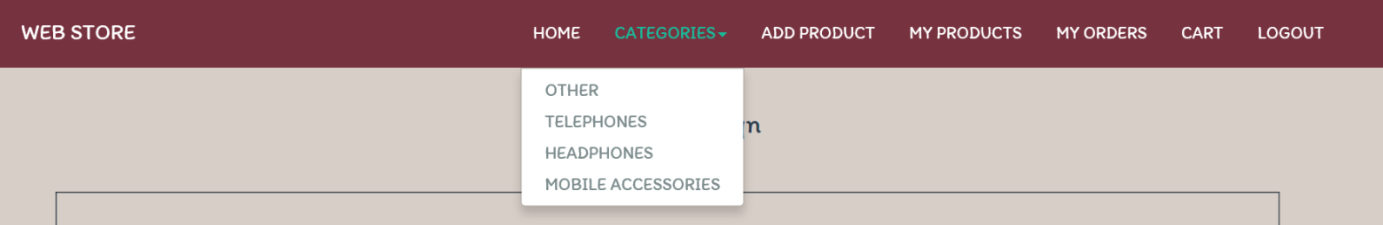 WEB STORE HOME CATEGORIES ADD PRODUCT MY PRODUCTS MY ORDERS CART LOGOUT
OTHER
TELEPHONES
HEADPHONES
MOBILE ACCESSORIES